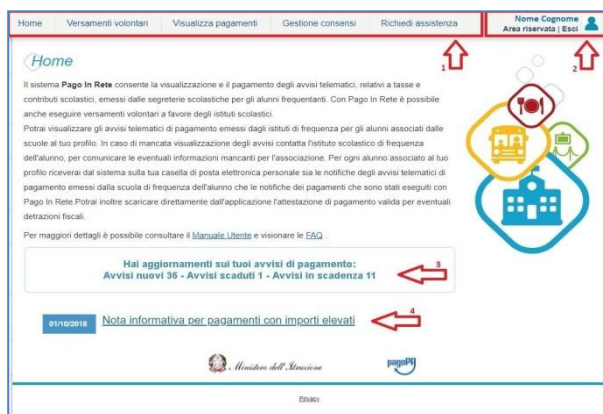 Home Versamenti volontari Visualizza pagamenti Gestione consensi Richiedi assistenza
Nome Cognome
Area riservata | Esci
1
2
Home
Il sistema Pago In Rete consente la visualizzazione e il pagamento degli avvisi telematici, relativi a tasse e
contributi scolastici, emessi dalle segreterie scolastiche per gli alunni frequentanti. Con Pago In Rete è possibile
anche eseguire versamenti volontari a favore degli istituti scolastici.
Potrai visualizzare gli avvisi telematici di pagamento emessi dagli istituti di frequenza per gli alunni associati dalle
scuole al tuo profilo. In caso di mancata visualizzazione degli avvisi contatta l'istituto scolastico di frequenza
dell'alunno, per comunicare le eventuali informazioni mancanti per l'associazione. Per ogni alunno associato al tuo
profilo riceverai dal sistema sulla tua casella di posta elettronica personale sia le notifiche degli avvisi telematici di
pagamento emessi dalla scuola di frequenza dell'alunno che le notifiche dei pagamenti che sono stati eseguiti con
Pago In Rete.Potrai inoltre scaricare direttamente dall'applicazione l'attestazione di pagamento valida per eventuali
detrazioni fiscali.
Per maggiori dettagli è possibile consultare il Manuale Utente e visionare le FAQ .
Hai aggiornamenti sui tuoi avvisi di pagamento:
Avvisi nuovi 36 - Avvisi scaduti 1 - Avvisi in scadenza 11
3
01/10/2018 Nota informativa per pagamenti con importi elevati
4
Ministero dell'Istruzione
pagoPA
Privacy